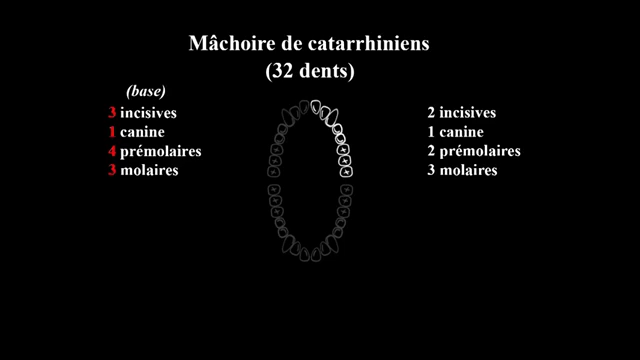 Mâchoire de catarrhiniens
(32 dents)
(base)
3 incisives
1 canine
4 prémolaires
3 molaires
2 incisives
1 canine
2 prémolaires
3 molaires